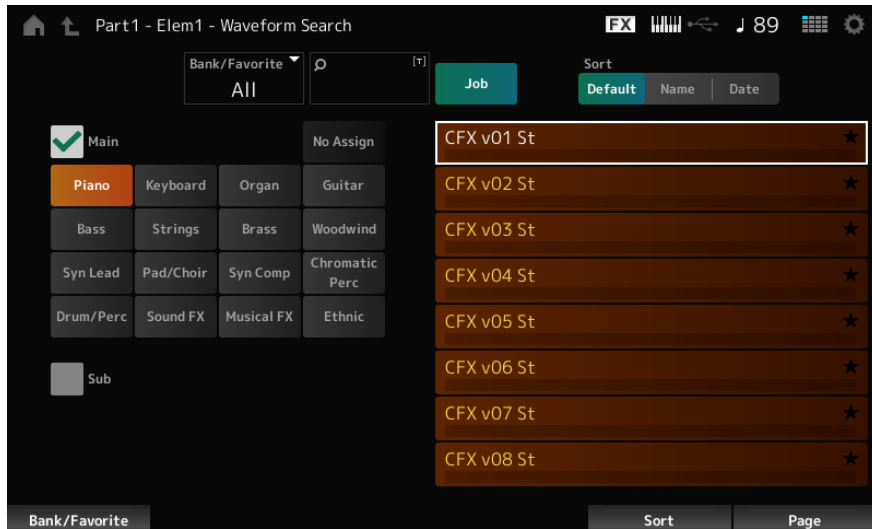 Part1 - Elem1 - Waveform Search
FX
♩ 89
Bank/Favorite
All
[T]
Job
Sort
Default Name Date
Main
No Assign
Piano Keyboard Organ Guitar
Bass Strings Brass Woodwind
Syn Lead Pad/Choir Syn Comp Chromatic
Perc
Drum/Perc Sound FX Musical FX Ethnic
Sub
CFX v01 St
CFX v02 St
CFX v03 St
CFX v04 St
CFX v05 St
CFX v06 St
CFX v07 St
CFX v08 St
Bank/Favorite Sort Page